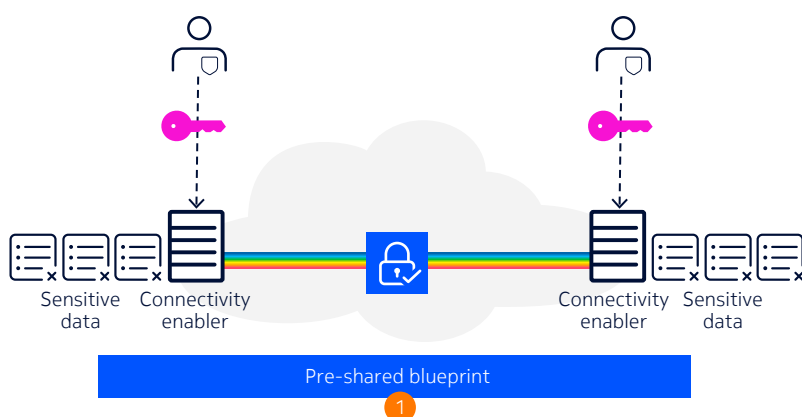 Sensitive
data
Connectivity
enabler
Connectivity
enabler
Sensitive
data
Pre-shared blueprint
1